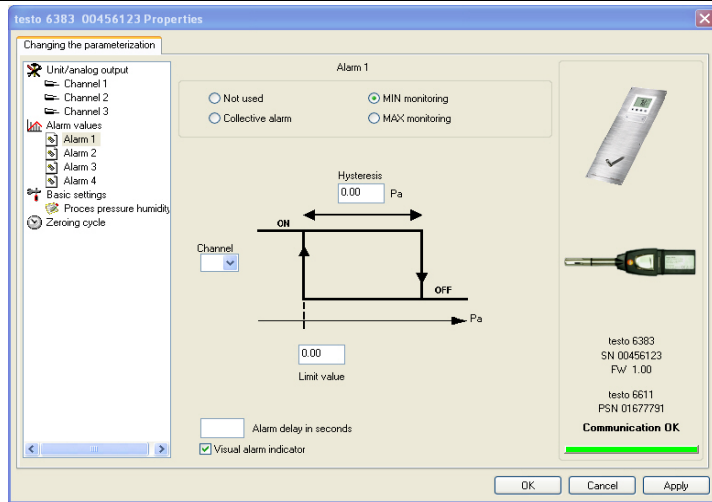 testo 6383 00456123 Properties
Changing the parameterization
Unit/analog output
Channel 1
Channel 2
Channel 3
Alarm values
Alarm 1
Alarm 2
Alarm 3
Alarm 4
Basic settings
Proces pressure humidity
Zeroing cycle
Alarm 1
Not used
MIN monitoring
Collective alarm
MAX monitoring
Hysteresis
0.00 Pa
ON
Channel
OFF
Pa
0.00
Limit value
Alarm delay in seconds
Visual alarm indicator
testo 6383
SN 00456123
FW 1.00
testo 6611
PSN 01677791
Communication OK
OK Cancel Apply